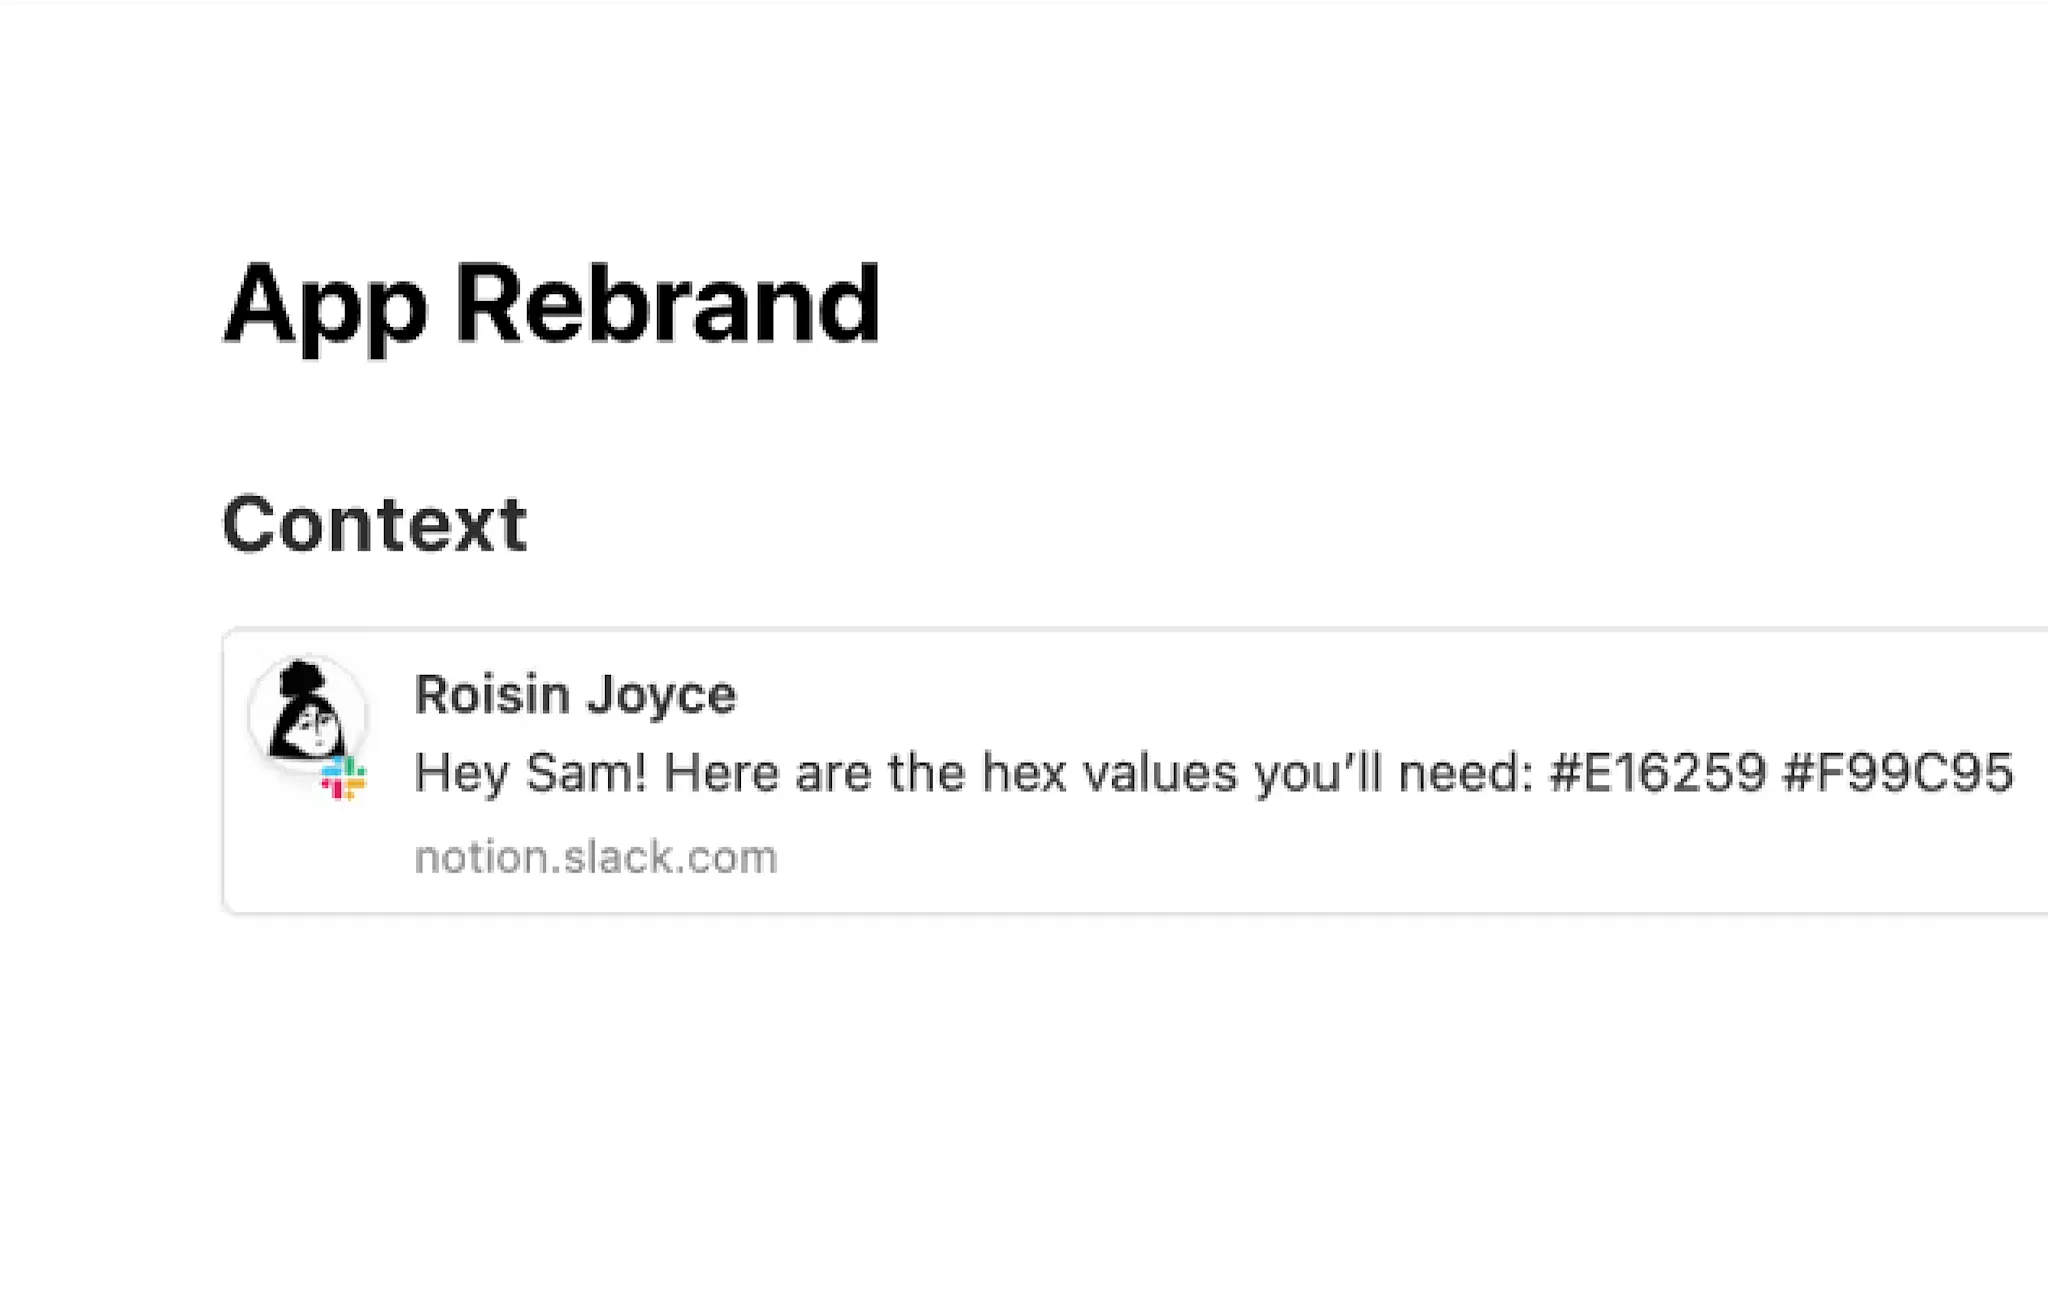 App Rebrand
Context
Roisin Joyce
Hey Sam! Here are the hex values you’ll need: #E16259 #F99C95
notion.slack.com